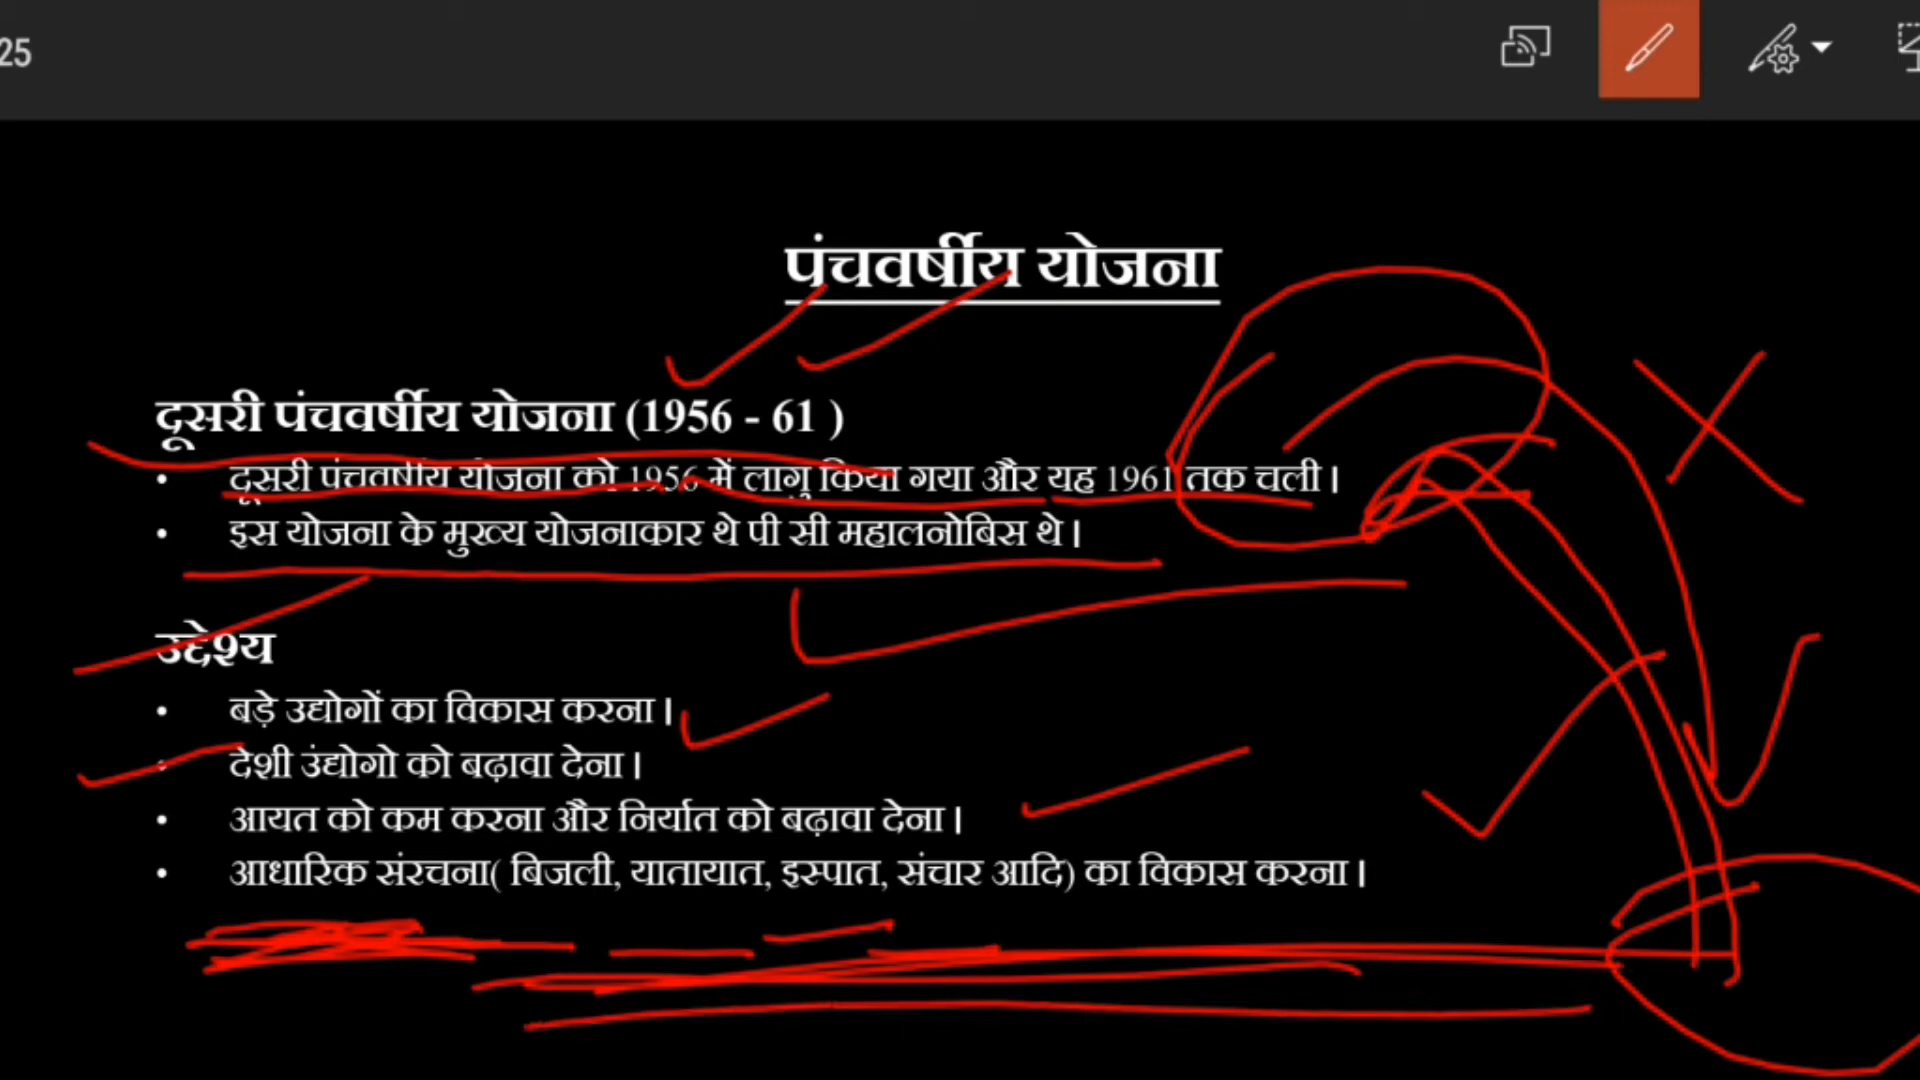 25
पंचवर्षीय योजना
दूसरी पंचवर्षीय योजना (1956 - 61 )
• दूसरी पंचवर्षीय योजना को 1956 में लागु किया गया और यह 1961 तक चली।
• इस योजना के मुख्य योजनाकार थे पी सी महालनोबिस थे।
उद्देश्य
• बड़े उद्योगों का विकास करना।
• देशी उंद्योगो को बढ़ावा देना।
• आयत को कम करना और निर्यात को बढ़ावा देना।
• आधारिक संरचना( बिजली, यातायात, इस्पात, संचार आदि) का विकास करना।